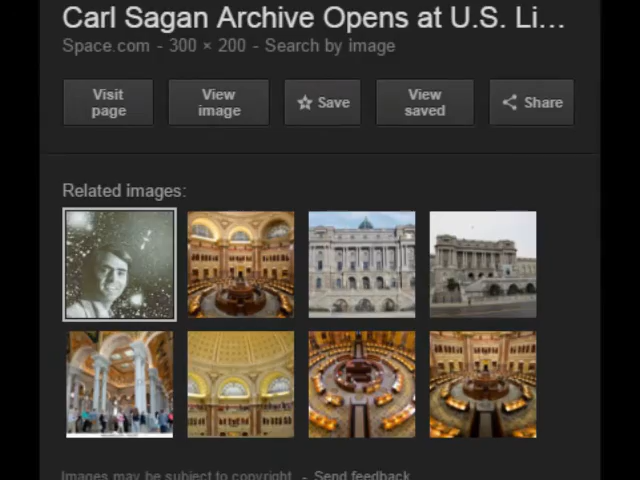 Carl Sagan Archive Opens at U.S. Li...
Space.com - 300 × 200 - Search by image
Visit page
View image
Save
View saved
Share
Related images:
Images may be subject to copyright. - Send feedback